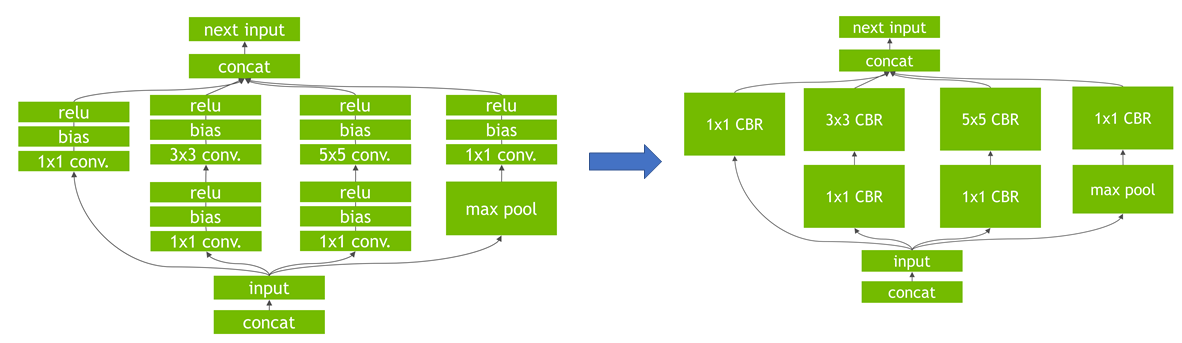 next input
concat
relu
bias
1x1 conv.
relu
bias
3x3 conv.
relu
bias
1x1 conv.
relu
bias
5x5 conv.
relu
bias
1x1 conv.
relu
bias
1x1 conv.
max pool
input
concat
next input
concat
1x1 CBR
3x3 CBR
1x1 CBR
5x5 CBR
1x1 CBR
1x1 CBR
max pool
input
concat